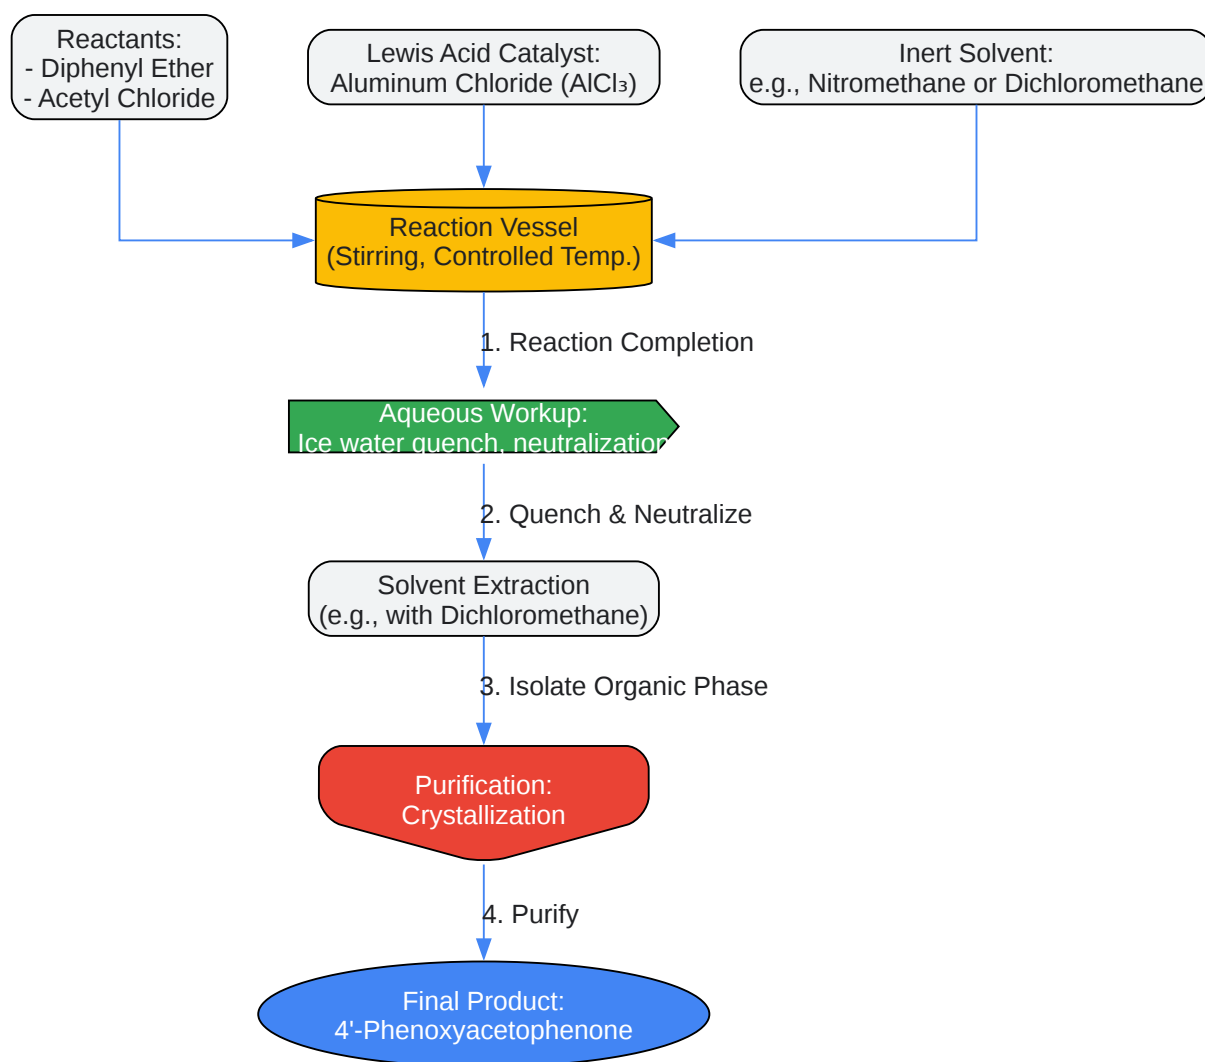 Reactants:
- Diphenyl Ether
- Acetyl Chloride
Lewis Acid Catalyst:
Aluminum Chloride (AlCl₃)
Inert Solvent:
e.g., Nitromethane or Dichloromethane
Reaction Vessel
(Stirring, Controlled Temp.)
1. Reaction Completion
Aqueous Workup:
Ice water quench, neutralization
2. Quench & Neutralize
Solvent Extraction
(e.g., with Dichloromethane)
3. Isolate Organic Phase
Purification:
Crystallization
4. Purify
Final Product:
4'-Phenoxyacetophenone